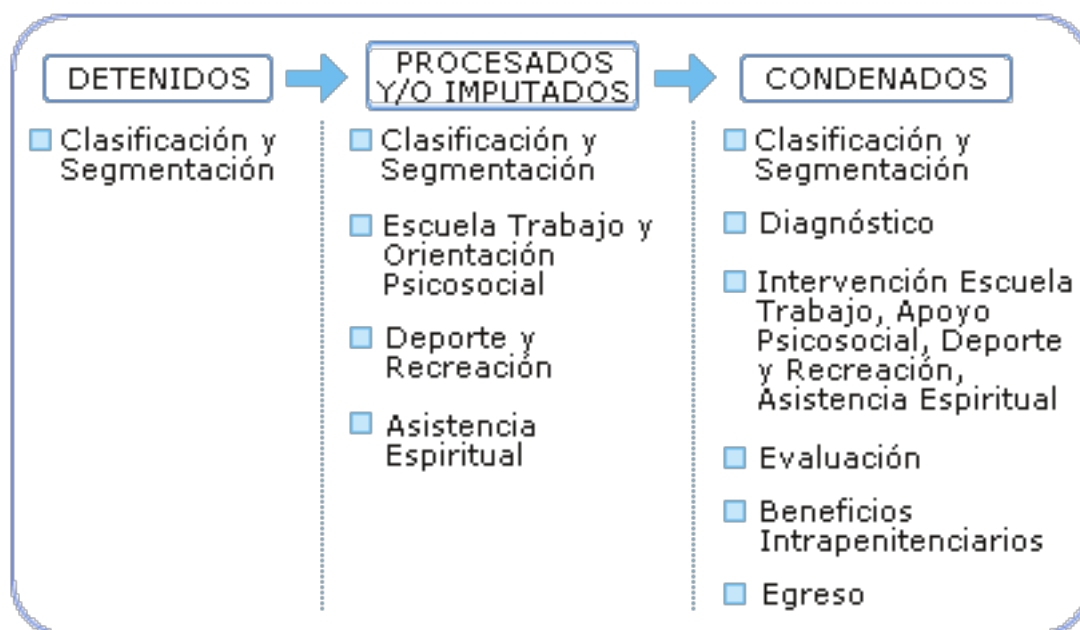 DETENIDOS
Clasificación y
Segmentación
PROCESADOS
Y/O IMPUTADOS
Clasificación y
Segmentación
Escuela Trabajo y
Orientación
Psicosocial
Deporte y
Recreación
Asistencia
Espiritual
CONDENADOS
Clasificación y
Segmentación
Diagnóstico
Intervención Escuela
Trabajo, Apoyo
Psicosocial, Deporte
y Recreación,
Asistencia Espiritual
Evaluación
Beneficios
Intrapenitenciarios
Egreso